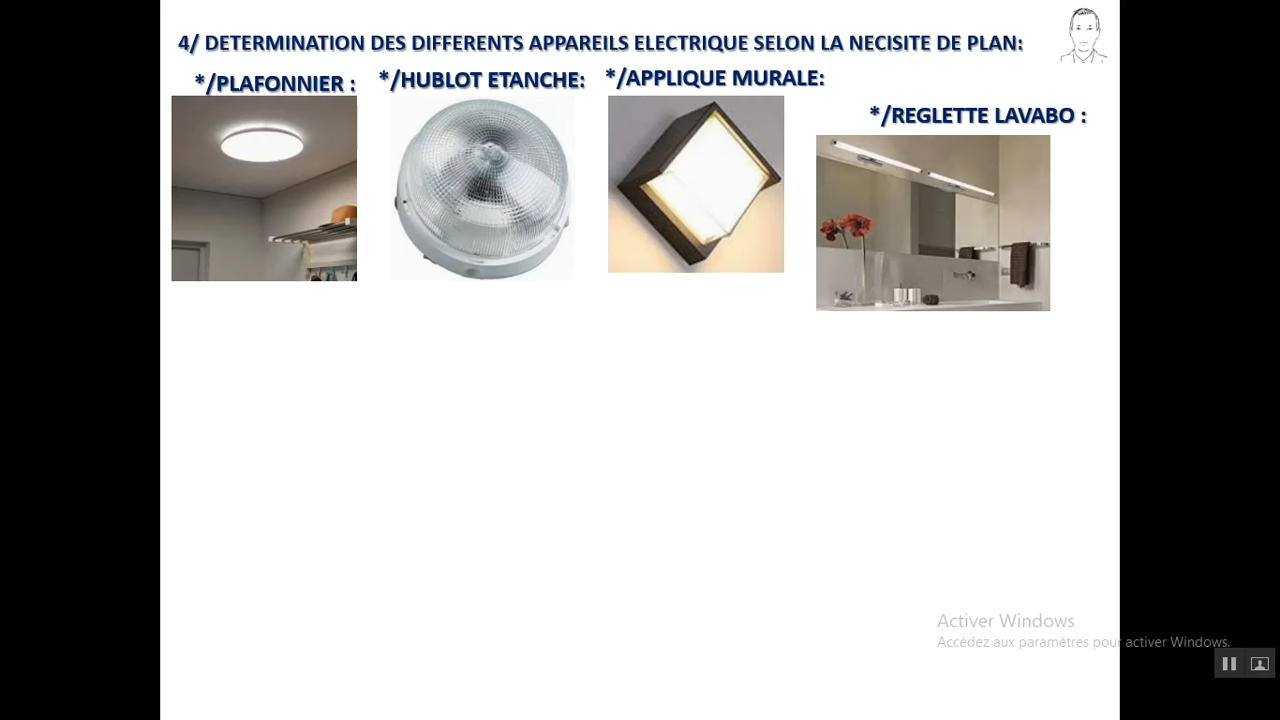 4/ DETERMINATION DES DIFFERENTS APPAREILS ELECTRIQUE SELON LA NECISITE DE PLAN:
*/PLAFONNIER :
*/HUBLOT ETANCHE:
*/APPLIQUE MURALE:
*/REGLETTE LAVABO :
Activer Windows
Accédez aux paramètres pour activer Windows.